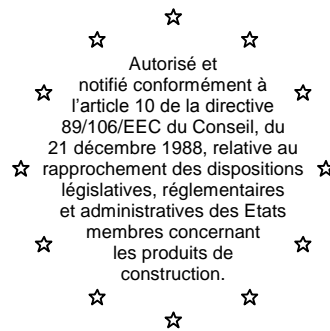 Autorisé et
notifié conformément à
l'article 10 de la directive
89/106/EEC du Conseil, du
21 décembre 1988, relative au
rapprochement des dispositions
législatives, réglementaires
et administratives des Etats
membres concernant
les produits de
construction.